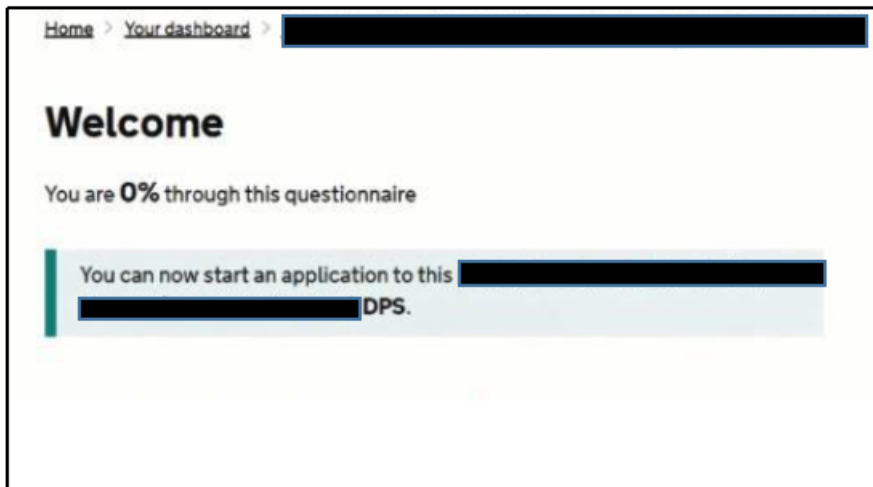 Home > Your dashboard >
Welcome
You are 0% through this questionnaire
You can now start an application to this
DPS.